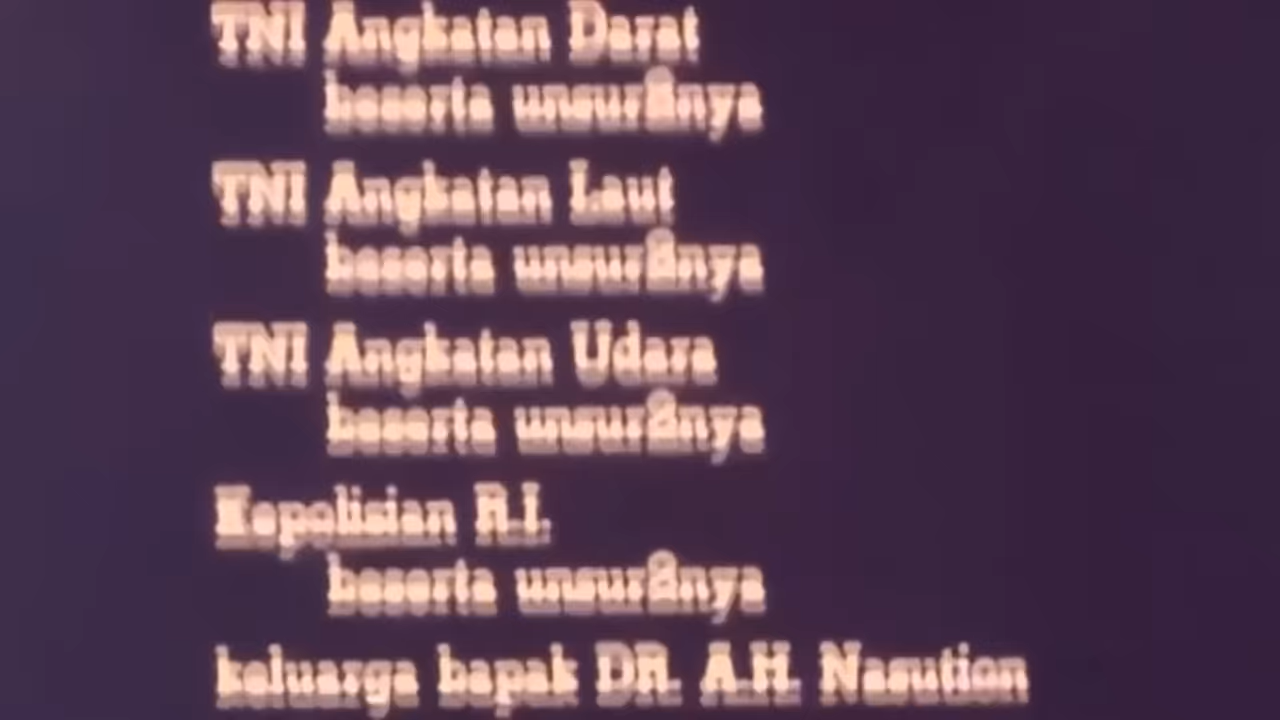 TNI Angkatan Darat
beserta unsur2nya
TNI Angkatan Laut
beserta unsur2nya
TNI Angkatan Udara
beserta unsur2nya
Kepolisian R.I.
beserta unsur2nya
keluarga bapak DR. A.H. Nasution